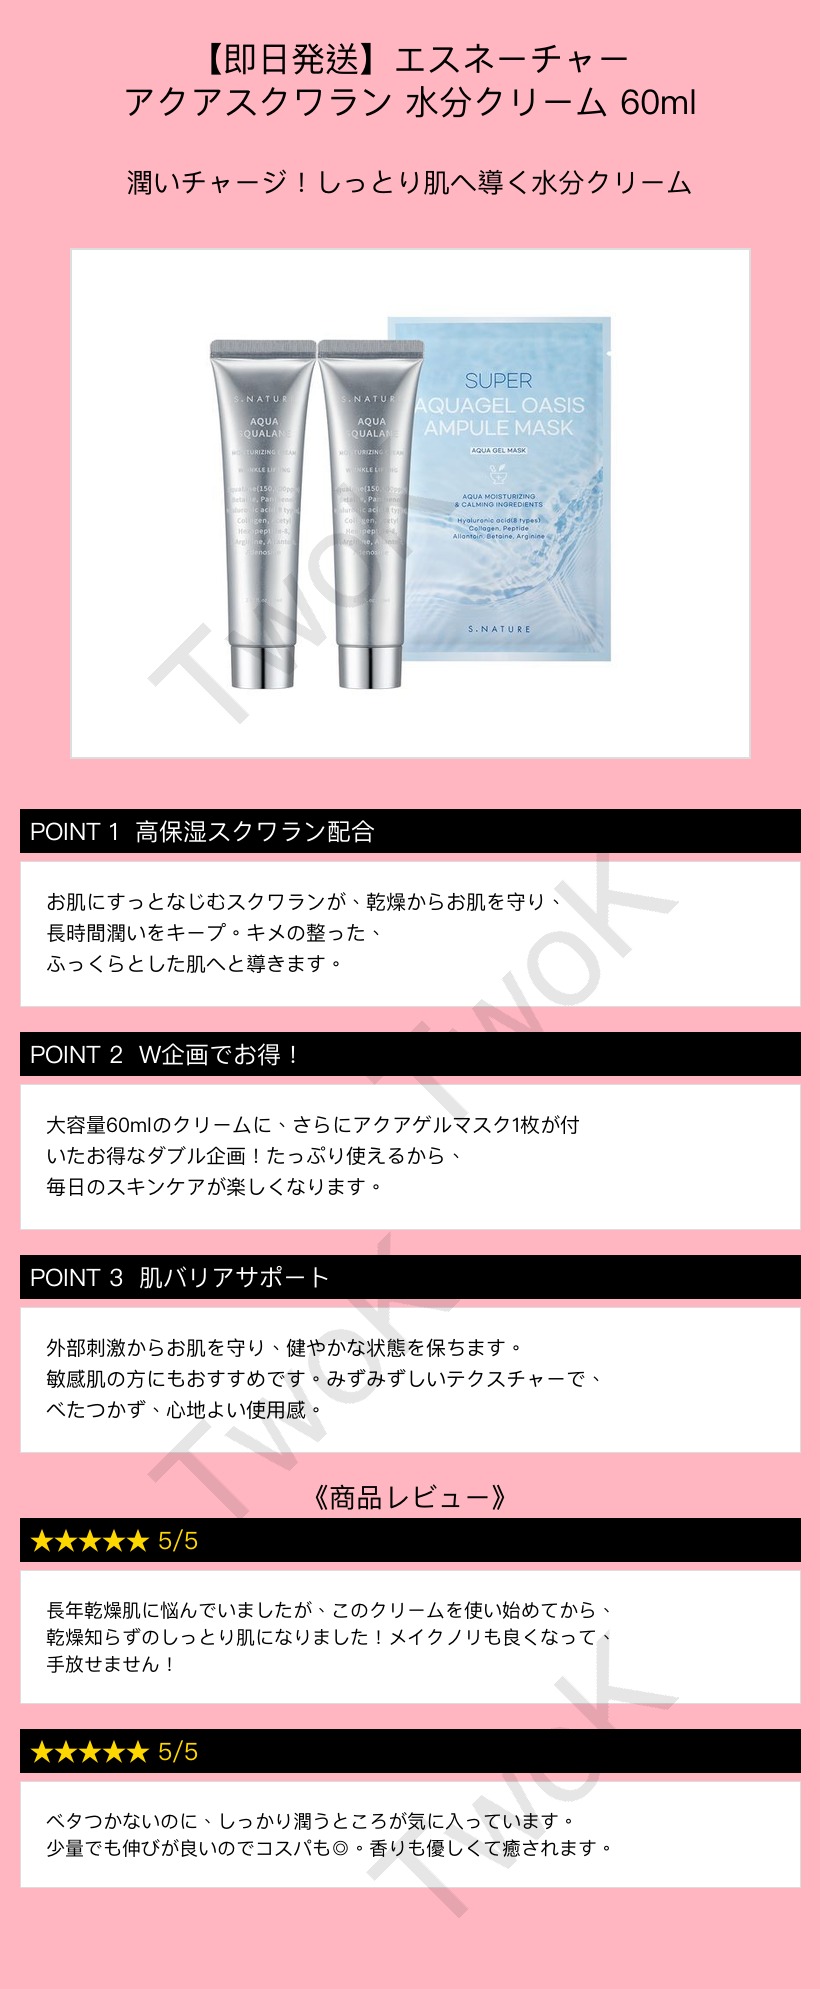 【即日発送】エスネーチャー
アクアスクワラン 水分クリーム 60ml
潤いチャージ！しっとり肌へ導く水分クリーム
S.NATUR
AQUA
SQUALANE
MOISTURIZING CREAM
WRINKLE LIFTING
S.NATUR
AQUA
SQUALANE
MOISTURIZING CREAM
WRINKLE LIFTING
SUPER
AQUAGEL OASIS
AMPULE MASK
AQUA GEL MASK
AQUA MOISTURIZING
& CALMING INGREDIENTS
Hyaluronic acid(8 types)
Collagen, Peptide
Allantoin, Betaine, Arginine
S.NATURE
TwoK
POINT 1 高保湿スクワラン配合
お肌にすっとなじむスクワランが、乾燥からお肌を守り、
長時間潤いをキープ。キメの整った、
ふっくらとした肌へと導きます。
TwoK
POINT 2 W企画でお得！
大容量60mlのクリームに、さらにアクアゲルマスク1枚が付
いたお得なダブル企画！たっぷり使えるから、
毎日のスキンケアが楽しくなります。
POINT 3 肌バリアサポート
外部刺激からお肌を守り、健やかな状態を保ちます。
敏感肌の方にもおすすめです。みずみずしいテクスチャーで、
べたつかず、心地よい使用感。
TwoK
《商品レビュー》
★★★★★ 5/5
長年乾燥肌に悩んでいましたが、このクリームを使い始めてから、
乾燥知らずのしっとり肌になりました！メイクノリも良くなって、
手放せません！
★★★★★ 5/5
ベタつかないのに、しっかり潤うところが気に入っています。
少量でも伸びが良いのでコスパも◎。香りも優しくて癒されます。
TwoK